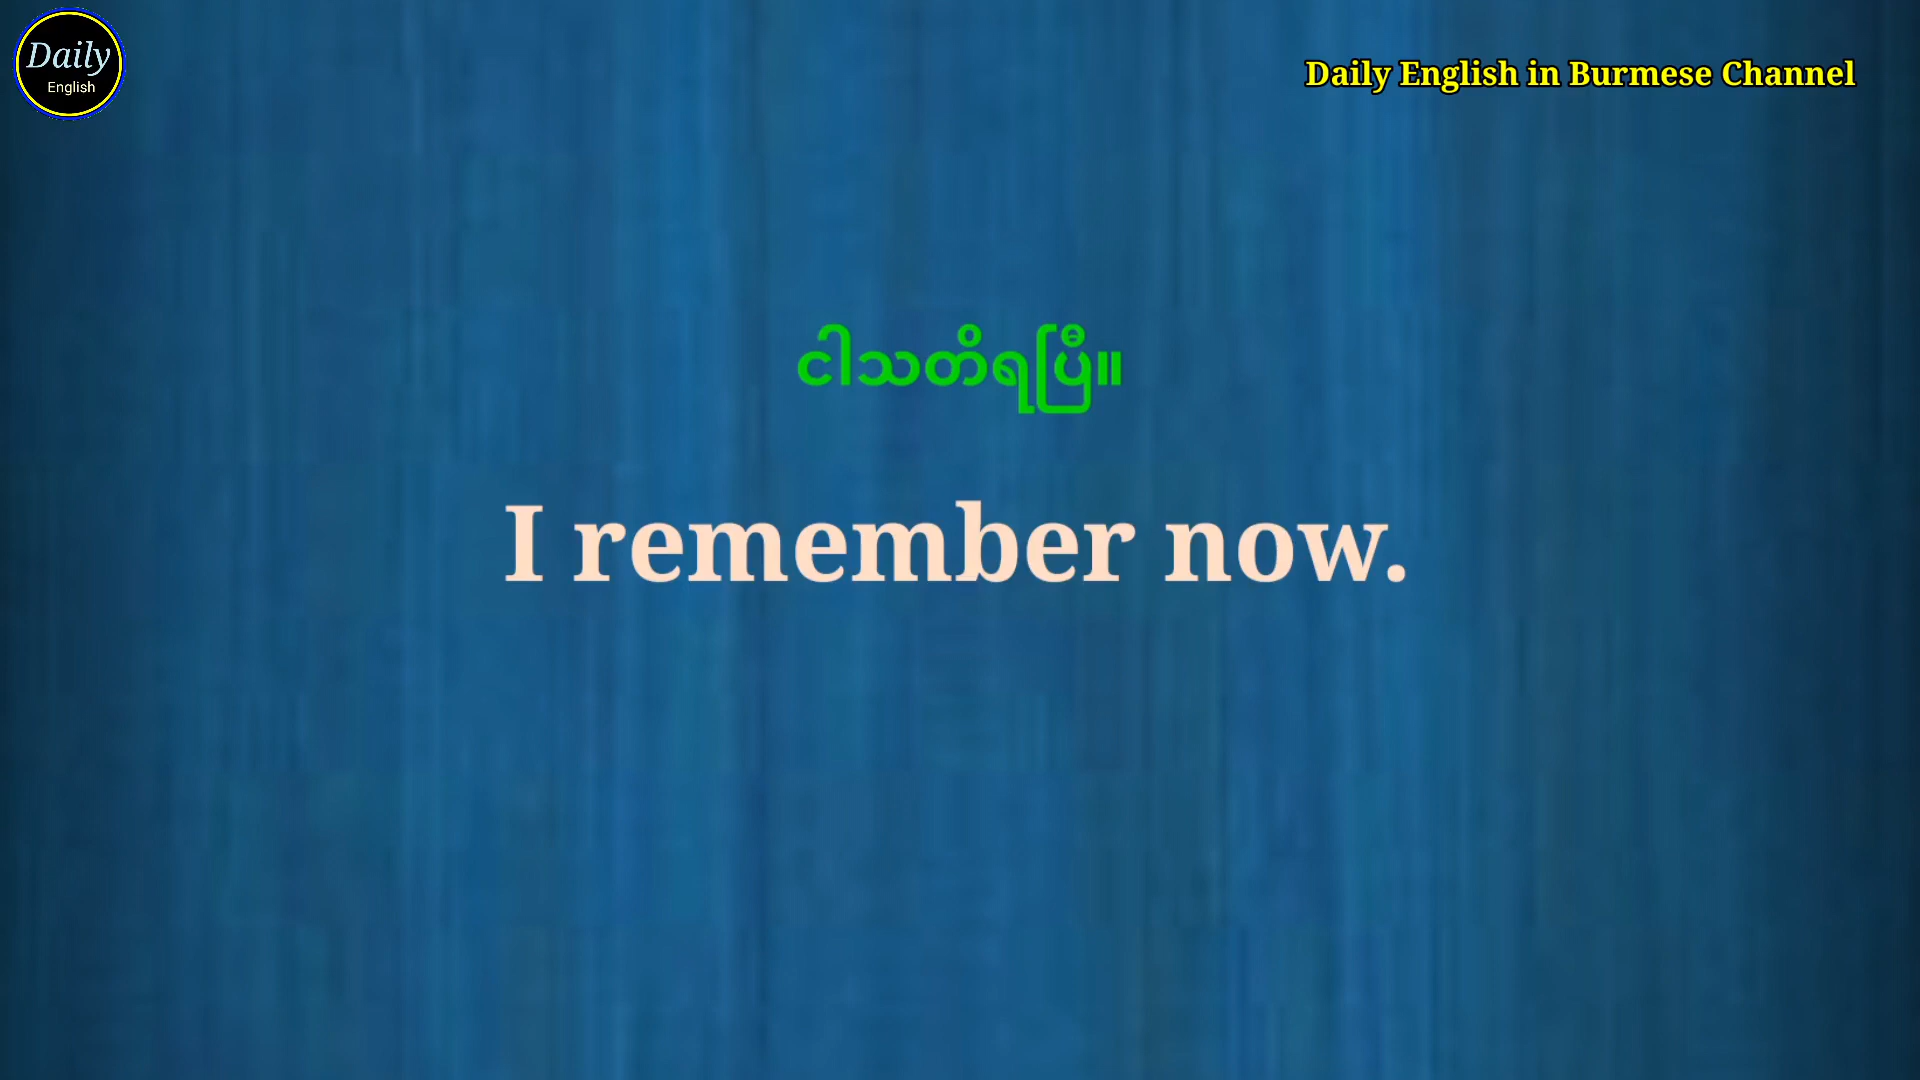 Daily
English
Daily English in Burmese Channel
ငါသတိရပြီ။
I remember now.